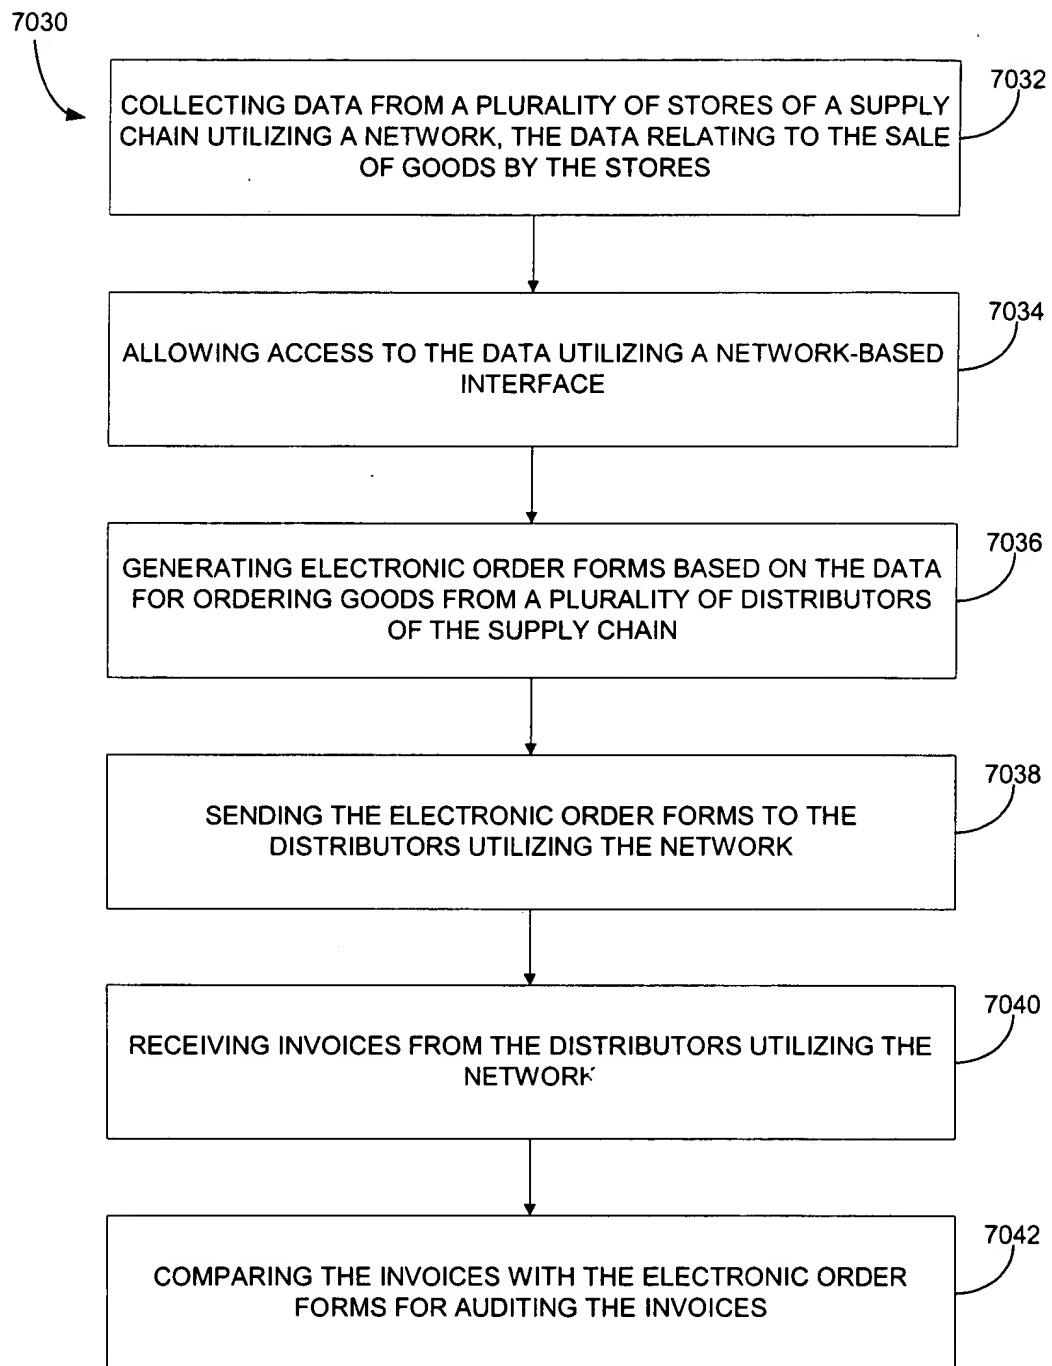 7030
7032
COLLECTING DATA FROM A PLURALITY OF STORES OF A SUPPLY
CHAIN UTILIZING A NETWORK, THE DATA RELATING TO THE SALE
OF GOODS BY THE STORES
7034
ALLOWING ACCESS TO THE DATA UTILIZING A NETWORK-BASED
INTERFACE
7036
GENERATING ELECTRONIC ORDER FORMS BASED ON THE DATA
FOR ORDERING GOODS FROM A PLURALITY OF DISTRIBUTORS
OF THE SUPPLY CHAIN
7038
SENDING THE ELECTRONIC ORDER FORMS TO THE
DISTRIBUTORS UTILIZING THE NETWORK
7040
RECEIVING INVOICES FROM THE DISTRIBUTORS UTILIZING THE
NETWORK
7042
COMPARING THE INVOICES WITH THE ELECTRONIC ORDER
FORMS FOR AUDITING THE INVOICES